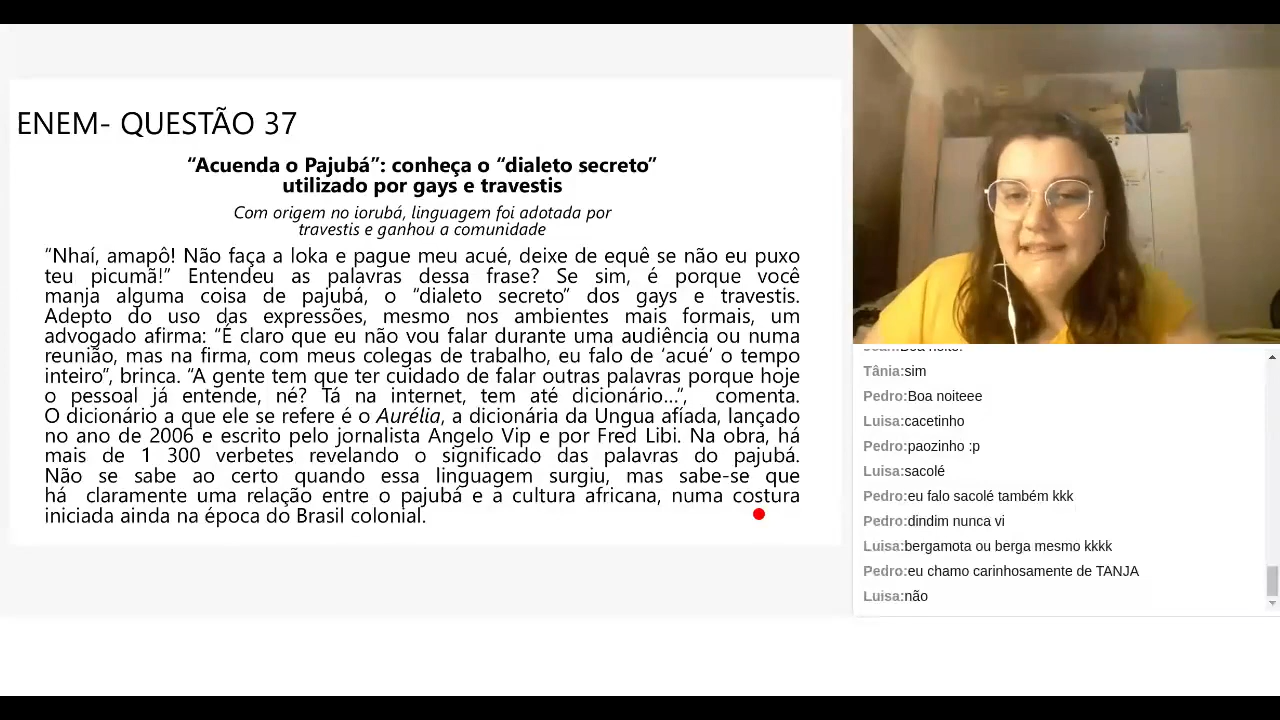 ENEM- QUESTÃO 37
“Acuenda o Pajubá”: conheça o “dialeto secreto”
utilizado por gays e travestis
Com origem no iorubá, linguagem foi adotada por
travestis e ganhou a comunidade
“Nhaí, amapô! Não faça a loka e pague meu acué, deixe de equê se não eu puxo
teu picumã!” Entendeu as palavras dessa frase? Se sim, é porque você
manja alguma coisa de pajubá, o “dialeto secreto” dos gays e travestis.
Adepto do uso das expressões, mesmo nos ambientes mais formais, um
advogado afirma: “É claro que eu não vou falar durante uma audiência ou numa
reunião, mas na firma, com meus colegas de trabalho, eu falo de ‘acué’ o tempo
inteiro”, brinca. “A gente tem que ter cuidado de falar outras palavras porque hoje
o pessoal já entende, né? Tá na internet, tem até dicionário...”, comenta.
O dicionário a que ele se refere é o Aurélia, a dicionária da Ungua afíada, lançado
no ano de 2006 e escrito pelo jornalista Angelo Vip e por Fred Libi. Na obra, há
mais de 1 300 verbetes revelando o significado das palavras do pajubá.
Não se sabe ao certo quando essa linguagem surgiu, mas sabe-se que
há claramente uma relação entre o pajubá e a cultura africana, numa costura
iniciada ainda na época do Brasil colonial.
Tânia:sim
Pedro:Boa noiteee
Luisa:cacetinho
Pedro:paozinho :p
Luisa:sacolé
Pedro:eu falo sacolé também kkk
Pedro:dindim nunca vi
Luisa:bergamota ou berga mesmo kkkk
Pedro:eu chamo carinhosamente de TANJA
Luisa:não